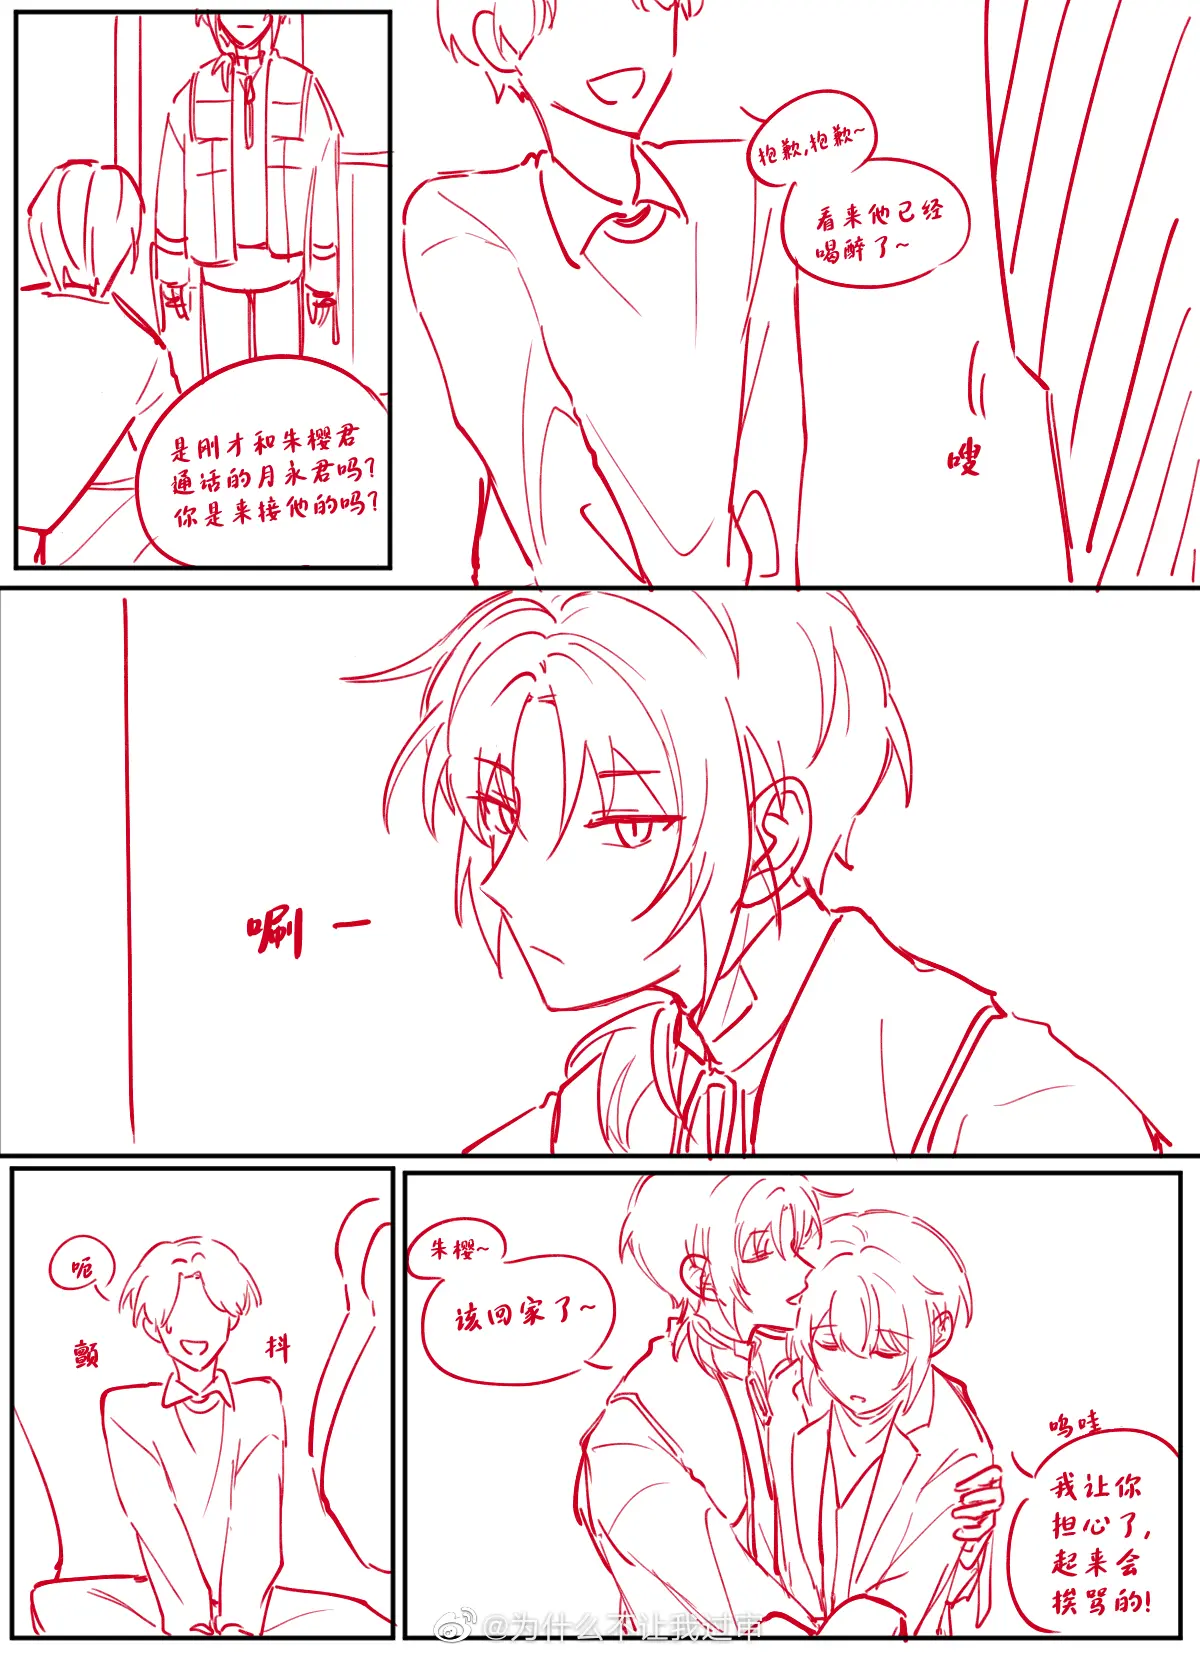 是刚才和朱樱君
通话的月永君吗？
你是来接他的吗？
抱歉，抱歉~
看来他已经
喝醉了~
嗖
唰一
呃
颤
抖
朱樱~
该回家了~
呜哇
我让你
担心了，
起来会
挨骂的！
@为什么不让我过审